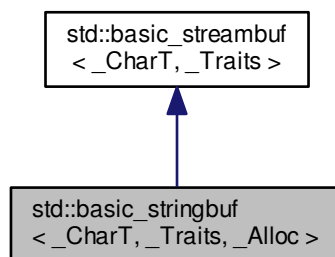 std::basic_streambuf
< _CharT, _Traits >
std::basic_stringbuf
< _CharT, _Traits, _Alloc >